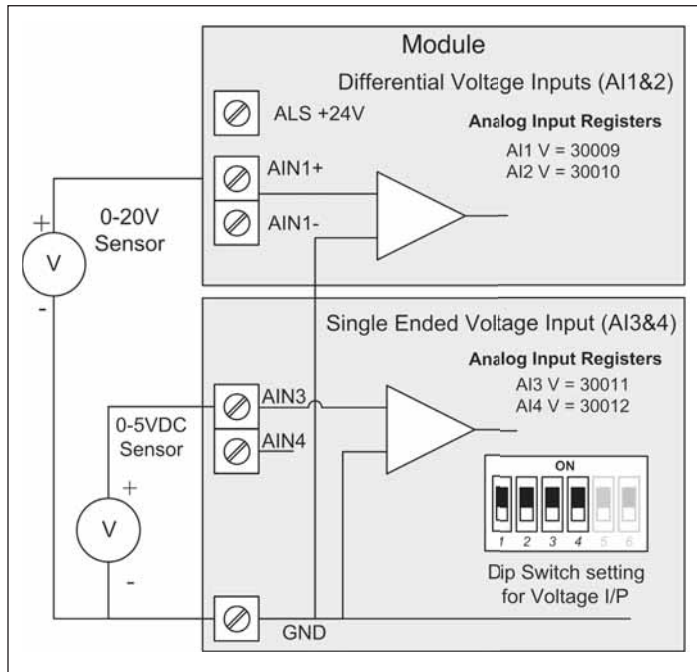 Module
Differential Voltage Inputs (AI1&2)
ALS +24V
Analog Input Registers
AI1 V = 30009
AI2 V = 30010
AIN1+
AIN1-
+
0-20V
Sensor
V
-
Single Ended Voltage Input (AI3&4)
Analog Input Registers
AI3 V = 30011
AI4 V = 30012
AIN3
AIN4
0-5VDC
Sensor
+
V
-
ON
1 2 3 4 5 6
Dip Switch setting
for Voltage I/P
GND